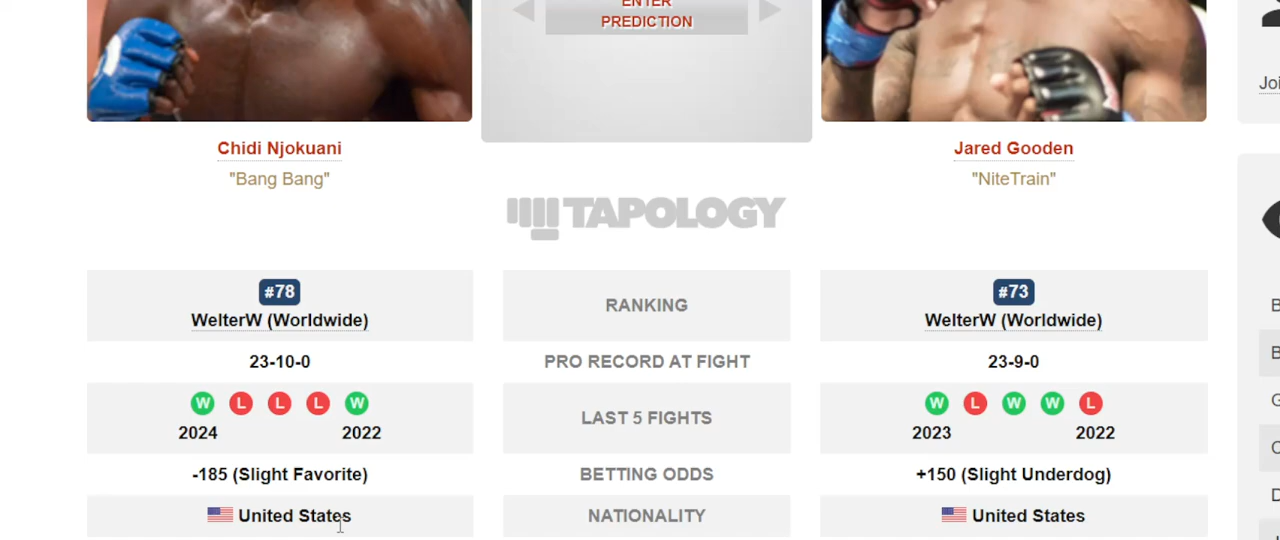 ENTER
PREDICTION
Joi
Chidi Njokuani
Jared Gooden
"Bang Bang"
"NiteTrain"
TAPOLOGY
#78
WelterW (Worldwide)
RANKING
#73
WelterW (Worldwide)
23-10-0
PRO RECORD AT FIGHT
23-9-0
W L L L W
2024 2022
LAST 5 FIGHTS
W L W W L
2023 2022
-185 (Slight Favorite)
BETTING ODDS
+150 (Slight Underdog)
United States
NATIONALITY
United States